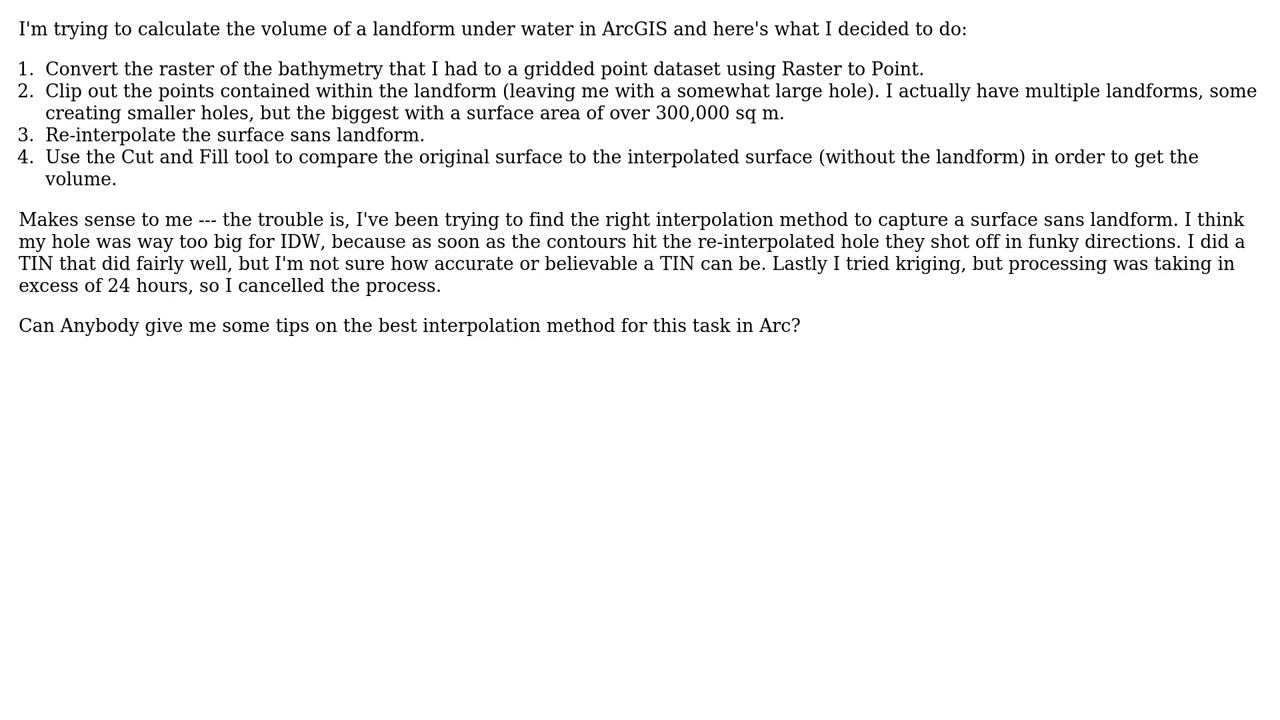 I'm trying to calculate the volume of a landform under water in ArcGIS and here's what I decided to do:
1. Convert the raster of the bathymetry that I had to a gridded point dataset using Raster to Point.
2. Clip out the points contained within the landform (leaving me with a somewhat large hole). I actually have multiple landforms, some
creating smaller holes, but the biggest with a surface area of over 300,000 sq m.
3. Re-interpolate the surface sans landform.
4. Use the Cut and Fill tool to compare the original surface to the interpolated surface (without the landform) in order to get the
volume.
Makes sense to me --- the trouble is, I've been trying to find the right interpolation method to capture a surface sans landform. I think
my hole was way too big for IDW, because as soon as the contours hit the re-interpolated hole they shot off in funky directions. I did a
TIN that did fairly well, but I'm not sure how accurate or believable a TIN can be. Lastly I tried kriging, but processing was taking in
excess of 24 hours, so I cancelled the process.
Can Anybody give me some tips on the best interpolation method for this task in Arc?